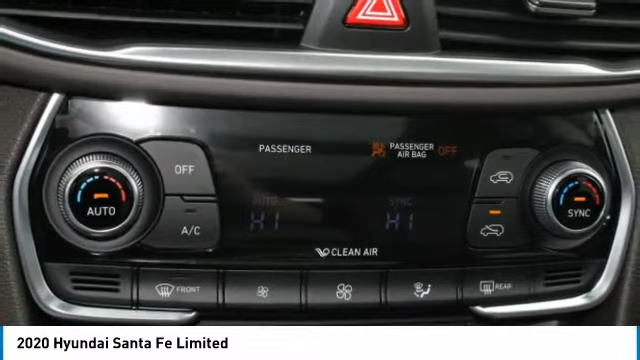 PASSENGER
PASSENGER
AIR BAG OFF
OFF
AUTO
AUTO
SYNC
SYNC
HI
HI
A/C
CLEAN AIR
FRONT
REAR
2020 Hyundai Santa Fe Limited